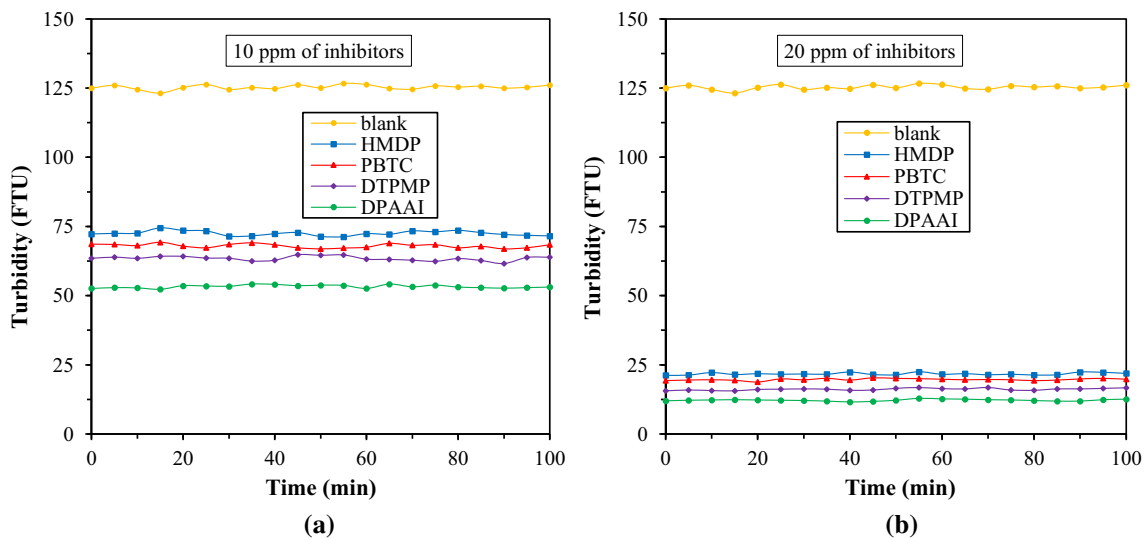 150
125
100
75
50
25
0
Turbidity (FTU)
10 ppm of inhibitors
blank
HMDP
PBTC
DTPMP
DPAAI
0 20 40 60 80 100
Time (min)
(a)
150
125
100
75
50
25
0
Turbidity (FTU)
20 ppm of inhibitors
blank
HMDP
PBTC
DTPMP
DPAAI
0 20 40 60 80 100
Time (min)
(b)